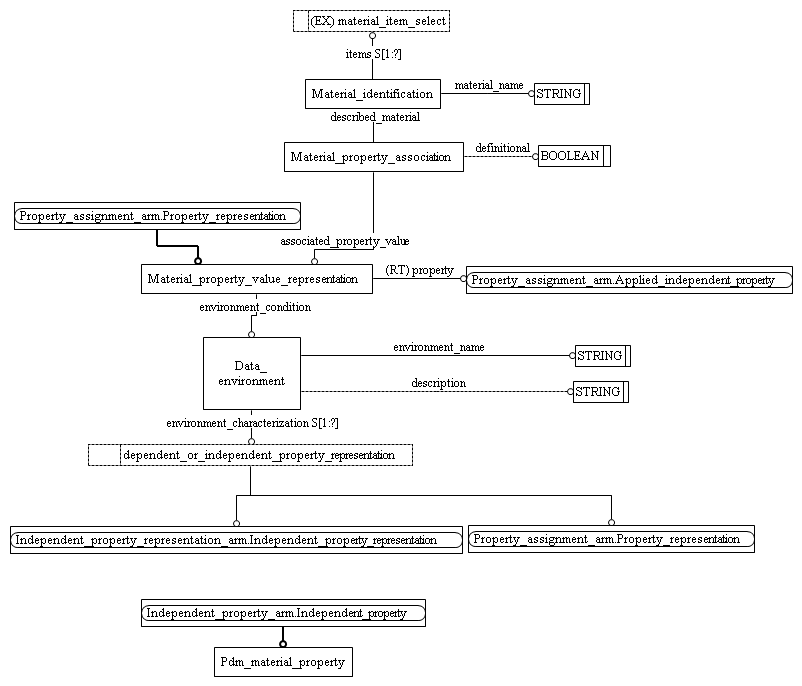 (EX) material_item_select
items S[1:?]
Material_identification
material_name
STRING
described_material
Material_property_association
definitional
BOOLEAN
Property_assignment_arm.Property_representation
associated_property_value
Material_property_value_representation
(RT) property
Property_assignment_arm.Applied_independent_property
environment_condition
Data_
environment
environment_name
STRING
description
STRING
environment_characterization S[1:?]
dependent_or_independent_property_representation
Independent_property_representation_arm.Independent_property_representation
Property_assignment_arm.Property_representation
Independent_property_arm.Independent_property
Pdm_material_property